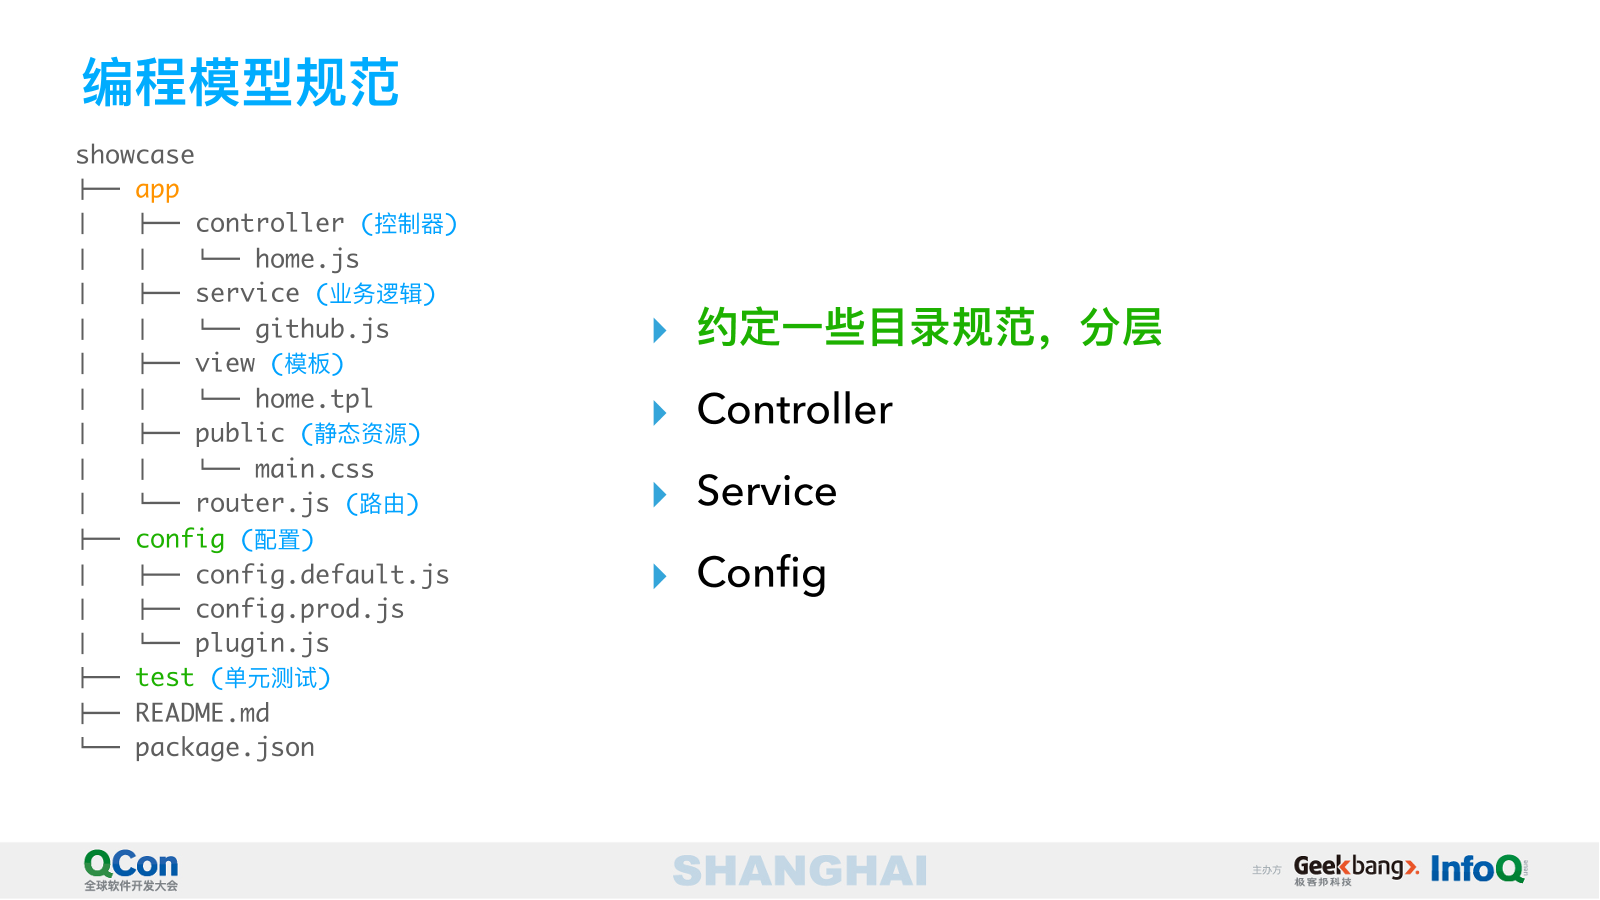 编程模型规范
showcase
├── app
│   ├── controller (控制器)
│   │   └── home.js
│   ├── service (业务逻辑)
│   │   └── github.js
│   ├── view (模板)
│   │   └── home.tpl
│   ├── public (静态资源)
│   │   └── main.css
│   └── router.js (路由)
├── config (配置)
│   ├── config.default.js
│   ├── config.prod.js
│   └── plugin.js
├── test (单元测试)
├── README.md
└── package.json
约定一些目录规范，分层
Controller
Service
Config
QCon
全球软件开发大会
SHANGHAI
主办方
Geekbang
极客邦科技
InfoQ